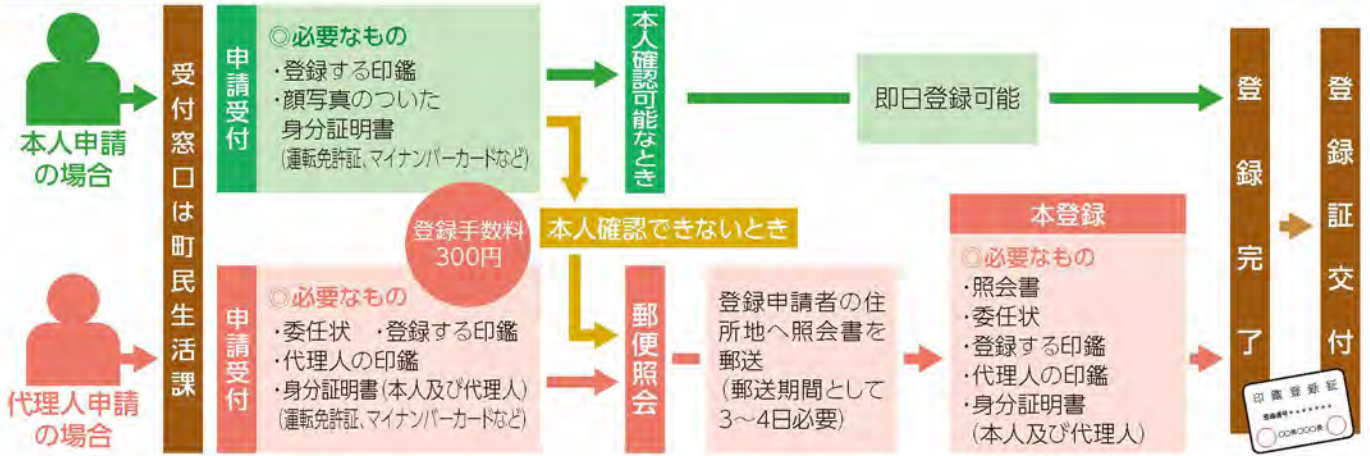 本人申請
の場合
代理人申請
の場合
受付窓口は町民生活課
申請受付
◎必要なもの
・登録する印鑑
・顔写真のついた
身分証明書
(運転免許証、マイナンバーカードなど)
本人確認可能なとき
即日登録可能
登録手数料
300円
本人確認できないとき
申請受付
◎必要なもの
・委任状 ・登録する印鑑
・代理人の印鑑
・身分証明書(本人及び代理人)
(運転免許証、マイナンバーカードなど)
郵便照会
登録申請者の住
所地へ照会書を
郵送
(郵送期間として
3〜4日必要)
本登録
◎必要なもの
・照会書
・委任状
・登録する印鑑
・代理人の印鑑
・身分証明書
(本人及び代理人)
登録完了
登録証交付
印鑑登録証